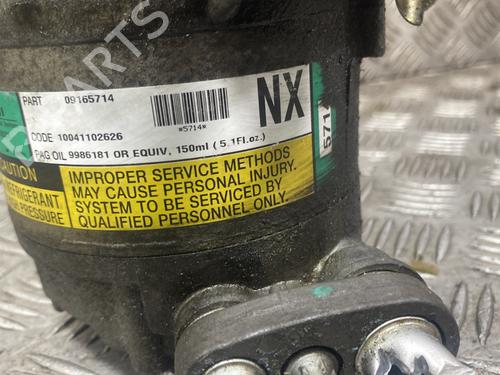 PART 09165714
NX
*5714*
571
CODE 10041102626
PAG OIL 9986181 OR EQUIV, 150ml (5.1Fl.oz.)
CAUTION
REFRIGERANT
PRESSURE
IMPROPER SERVICE METHODS
MAY CAUSE PERSONAL INJURY.
SYSTEM TO BE SERVICED BY
QUALIFIED PERSONNEL ONLY.